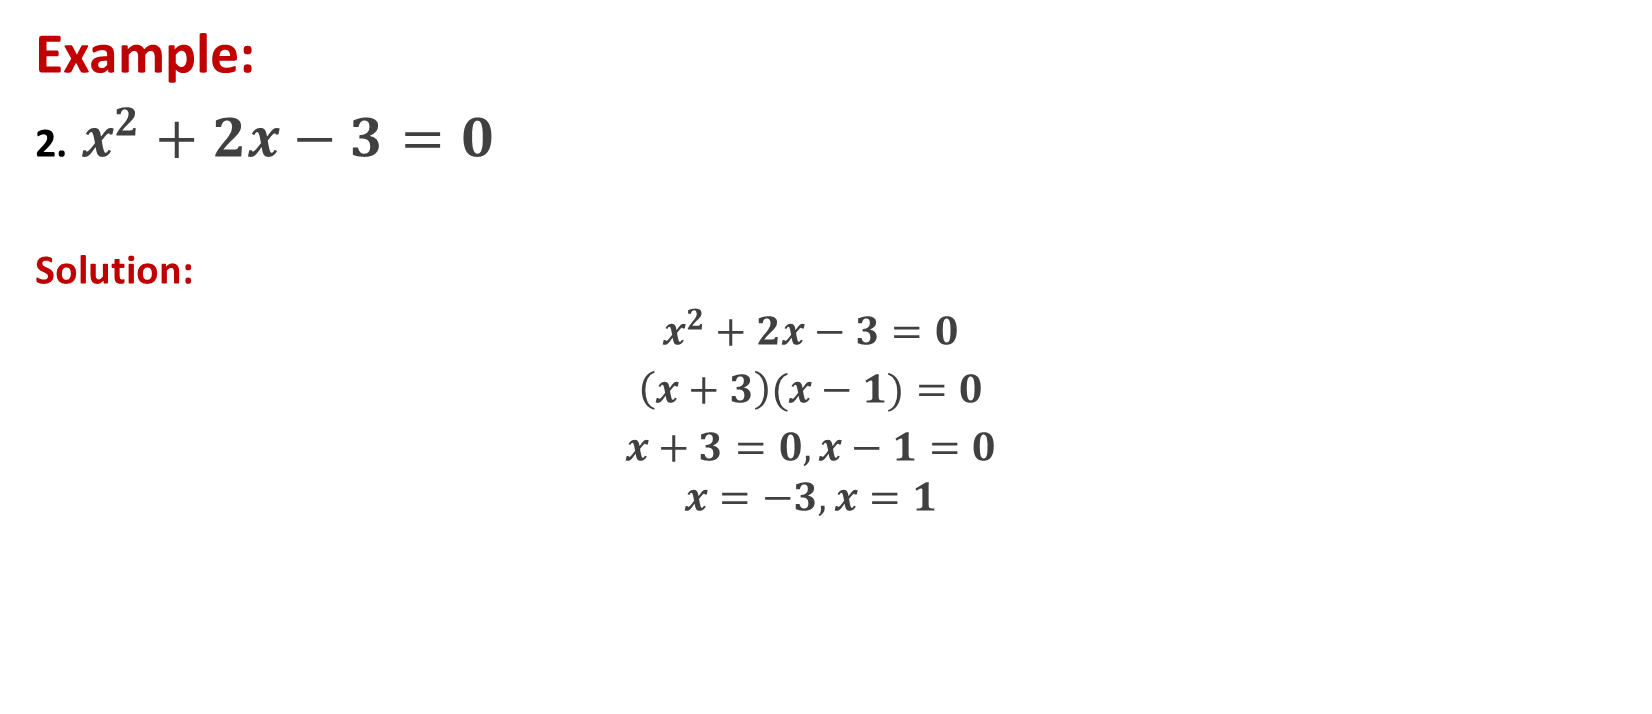 Example:
2. x² + 2x − 3 = 0
Solution:
x² + 2x − 3 = 0
(x + 3)(x − 1) = 0
x + 3 = 0, x − 1 = 0
x = −3, x = 1